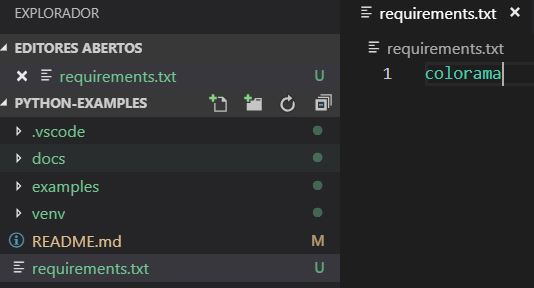 EXPLORADOR
EDITORES ABERTOS
requirements.txt U
PYTHON-EXAMPLES
.vscode
docs
examples
venv
README.md M
requirements.txt U
requirements.txt
requirements.txt
1 colorama